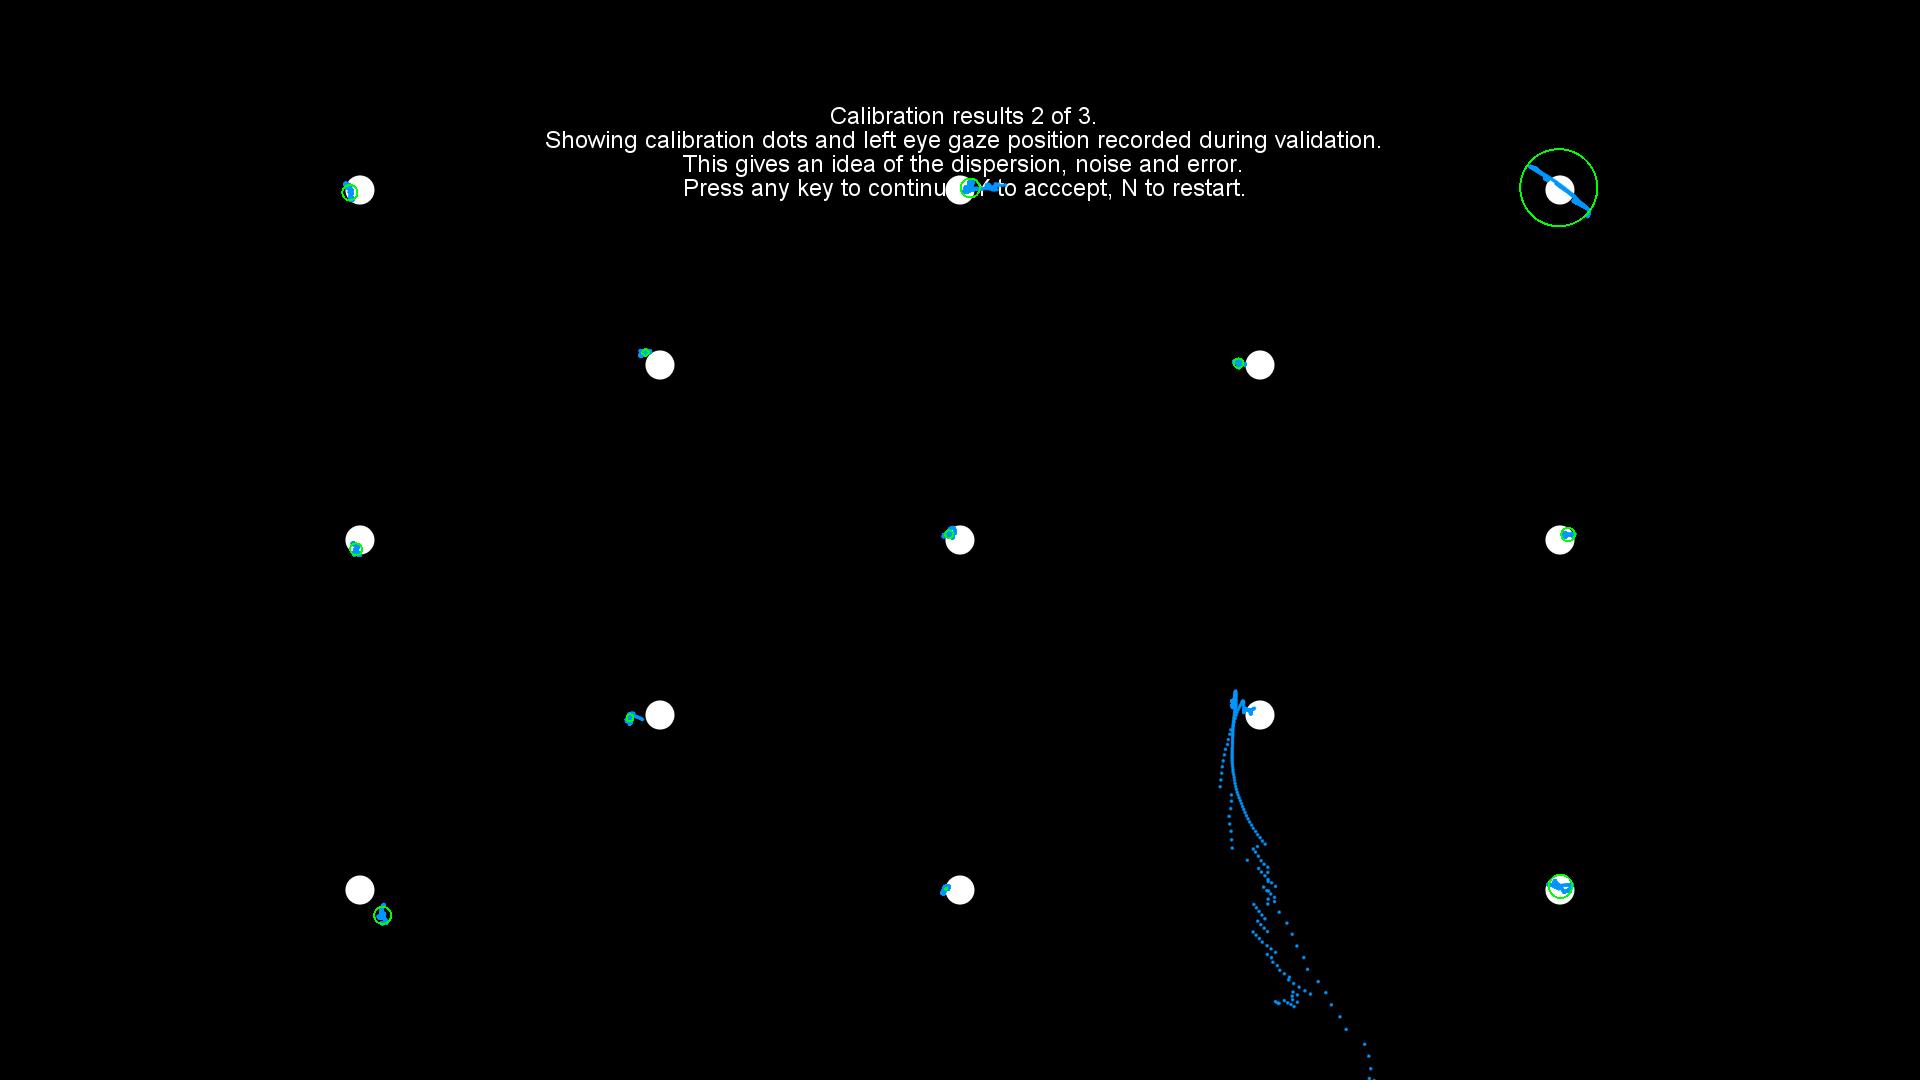 Calibration results 2 of 3.
Showing calibration dots and left eye gaze position recorded during validation.
This gives an idea of the dispersion, noise and error.
Press any key to continu Y to acccept, N to restart.